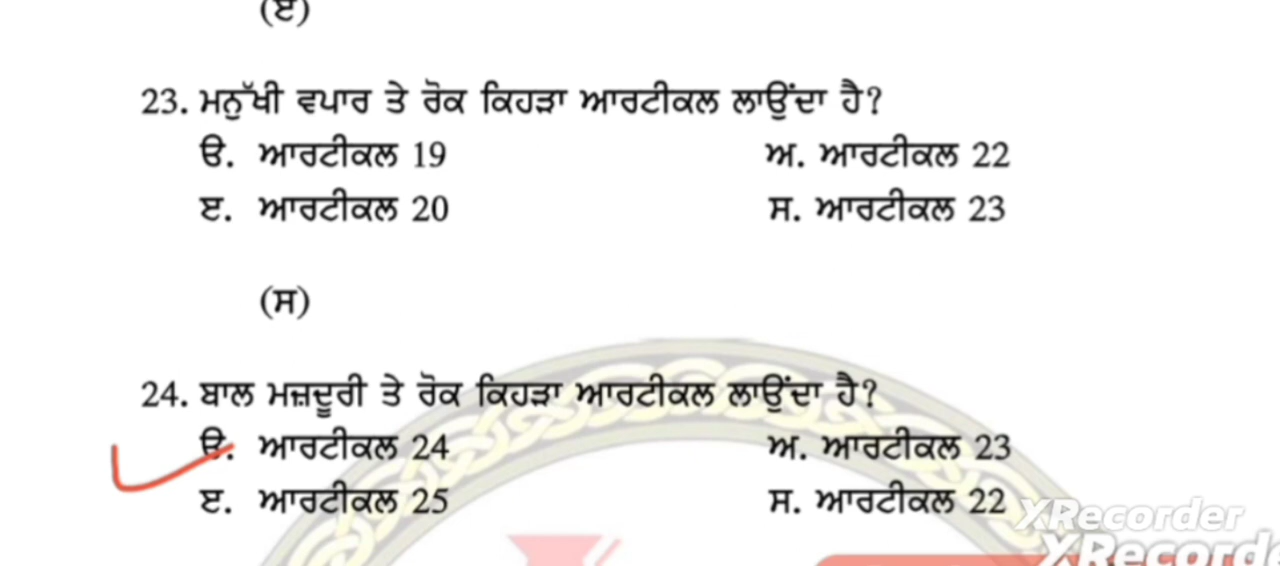 (ੲ)
23. ਮਨੁੱਖੀ ਵਪਾਰ ਤੇ ਰੋਕ ਕਿਹੜਾ ਆਰਟੀਕਲ ਲਾਉਂਦਾ ਹੈ?
ੳ. ਆਰਟੀਕਲ 19 ਅ. ਆਰਟੀਕਲ 22
ੲ. ਆਰਟੀਕਲ 20 ਸ. ਆਰਟੀਕਲ 23
(ਸ)
24. ਬਾਲ ਮਜ਼ਦੂਰੀ ਤੇ ਰੋਕ ਕਿਹੜਾ ਆਰਟੀਕਲ ਲਾਉਂਦਾ ਹੈ?
ੳ. ਆਰਟੀਕਲ 24 ਅ. ਆਰਟੀਕਲ 23
ੲ. ਆਰਟੀਕਲ 25 ਸ. ਆਰਟੀਕਲ 22
XRecorder
XRecorde